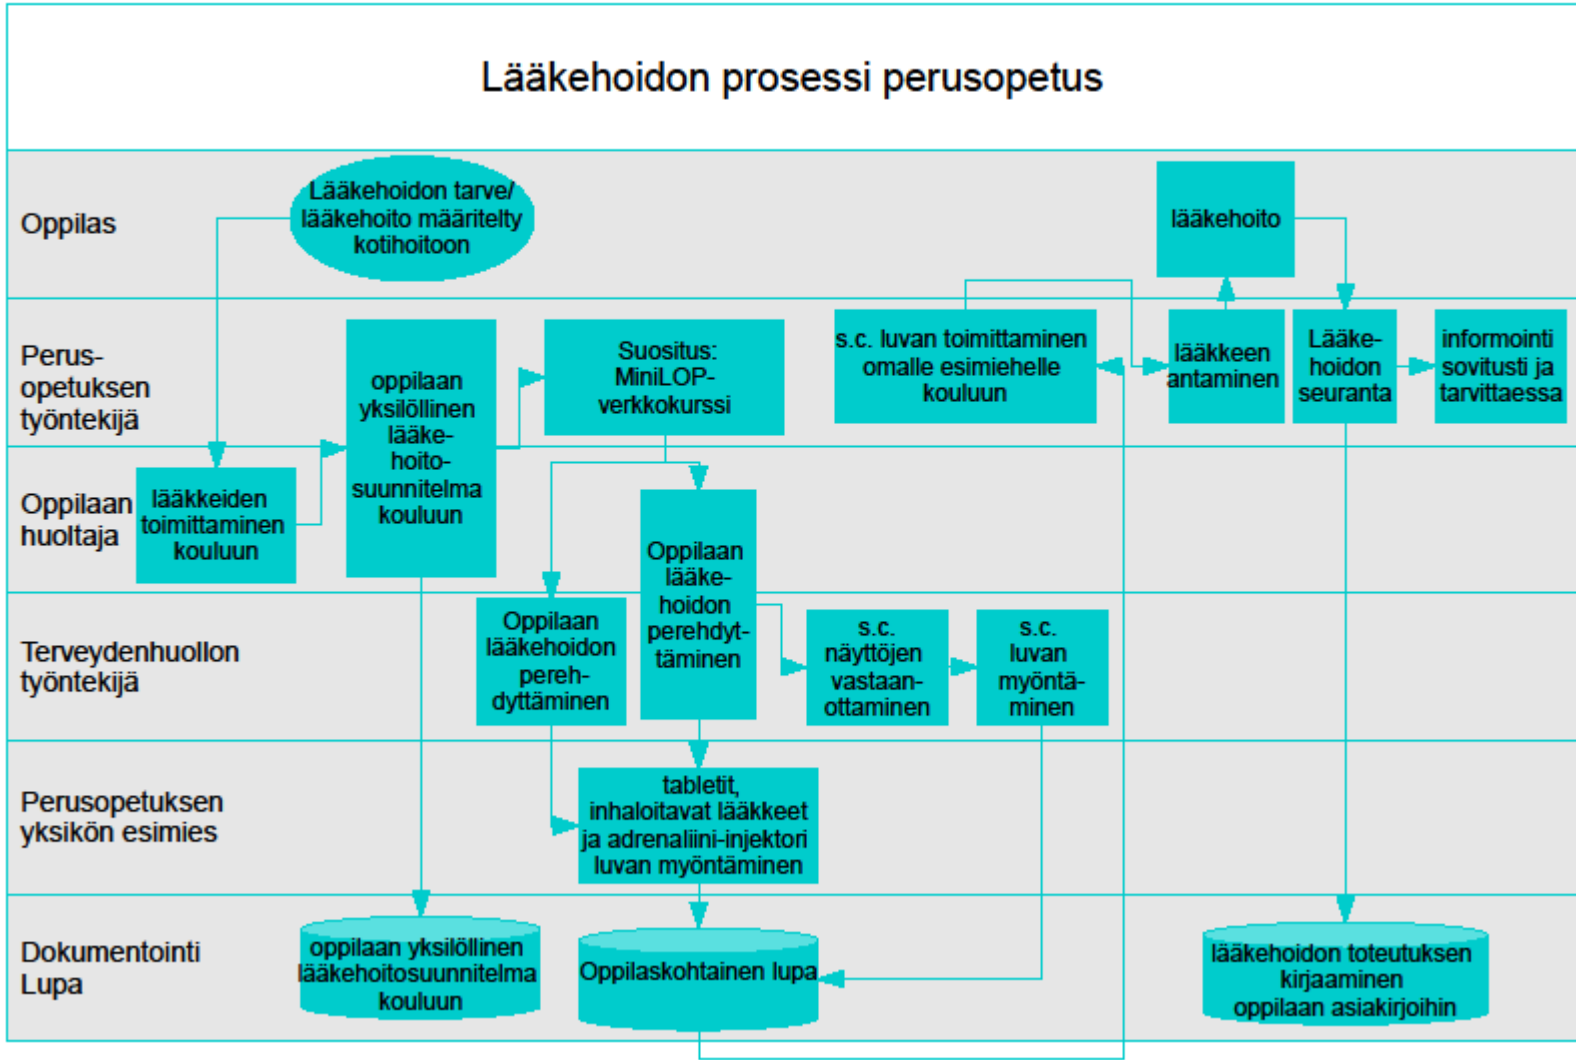 Lääkehoidon prosessi perusopetus
Oppilas
Lääkehoidon tarve/
lääkehoito määritelty
kotihoitoon
lääkehoito
Perus-
opetuksen
työntekijä
oppilaan
yksilöllinen
lääke-
hoito-
suunnitelma
kouluun
Suositus:
MiniLOP-
verkkokurssi
s.c. luvan toimittaminen
omalle esimiehelle
kouluun
lääkkeen
antaminen
Lääke-
hoidon
seuranta
informointi
sovitusti ja
tarvittaessa
Oppilaan
huoltaja
lääkkeiden
toimittaminen
kouluun
Oppilaan
lääke-
hoidon
perehdyt-
täminen
Terveydenhuollon
työntekijä
Oppilaan
lääkehoidon
pereh-
dyttäminen
s.c.
näyttöjen
vastaan-
ottaminen
s.c.
luvan
myöntä-
minen
Perusopetuksen
yksikön esimies
tabletit,
inhaloitavat lääkkeet
ja adrenaliini-injektori
luvan myöntäminen
Dokumentointi
Lupa
oppilaan yksilöllinen
lääkehoitosuunnitelma
kouluun
Oppilaskohtainen lupa
lääkehoidon toteutuksen
kirjaaminen
oppilaan asiakirjoihin